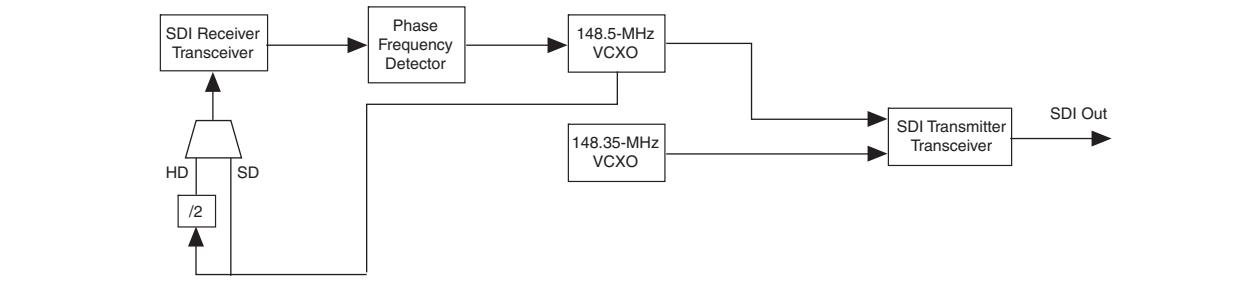 SDI Receiver
Transceiver
Phase
Frequency
Detector
148.5-MHz
VCXO
148.35-MHz
VCXO
SDI Transmitter
Transceiver
SDI Out
HD
SD
/2